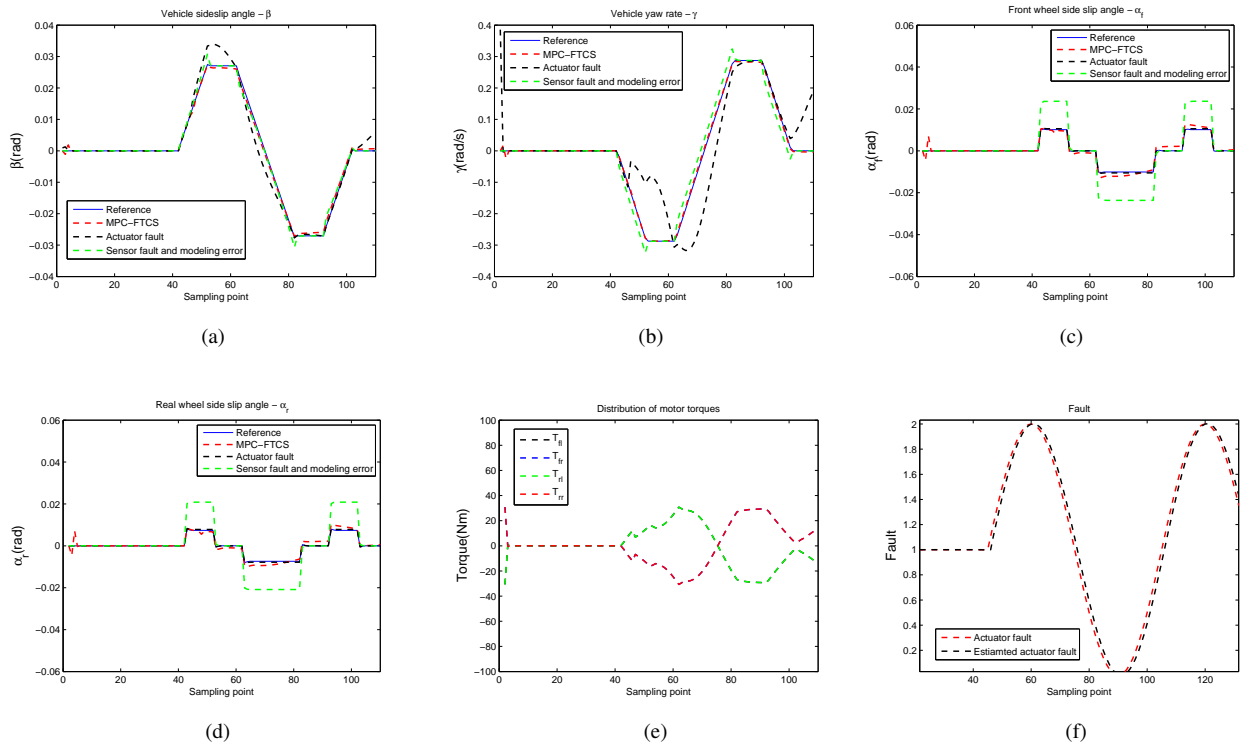 Vehicle sideslip angle − β
0.04
0.03
0.02
0.01
0
−0.01
−0.02
−0.03
−0.04
β(rad)
Reference
MPC−FTCS
Actuator fault
Sensor fault and modeling error
0 20 40 60 80 100
Sampling point
(a)
Vehicle yaw rate − γ
0.4
0.3
0.2
0.1
0
−0.1
−0.2
−0.3
−0.4
γ(rad/s)
Reference
MPC−FTCS
Actuator fault
Sensor fault and modeling error
0 20 40 60 80 100
Sampling point
(b)
Front wheel side slip angle − αf
0.06
0.04
0.02
0
−0.02
−0.04
−0.06
αf(rad)
Reference
MPC−FTCS
Actuator fault
Sensor fault and modeling error
0 20 40 60 80 100
Sampling point
(c)
Real wheel side slip angle − αr
0.06
0.04
0.02
0
−0.02
−0.04
−0.06
αr(rad)
Reference
MPC−FTCS
Actuator fault
Sensor fault and modeling error
0 20 40 60 80 100
Sampling point
(d)
Distribution of motor torques
100
80
60
40
20
0
−20
−40
−60
−80
−100
Torque(Nm)
Tfl
Tfr
Trl
Trr
0 20 40 60 80 100
Sampling point
(e)
Fault
2
1.8
1.6
1.4
1.2
1
0.8
0.6
0.4
0.2
Fault
Actuator fault
Estiamted actuator fault
40 60 80 100 120
Sampling point
(f)